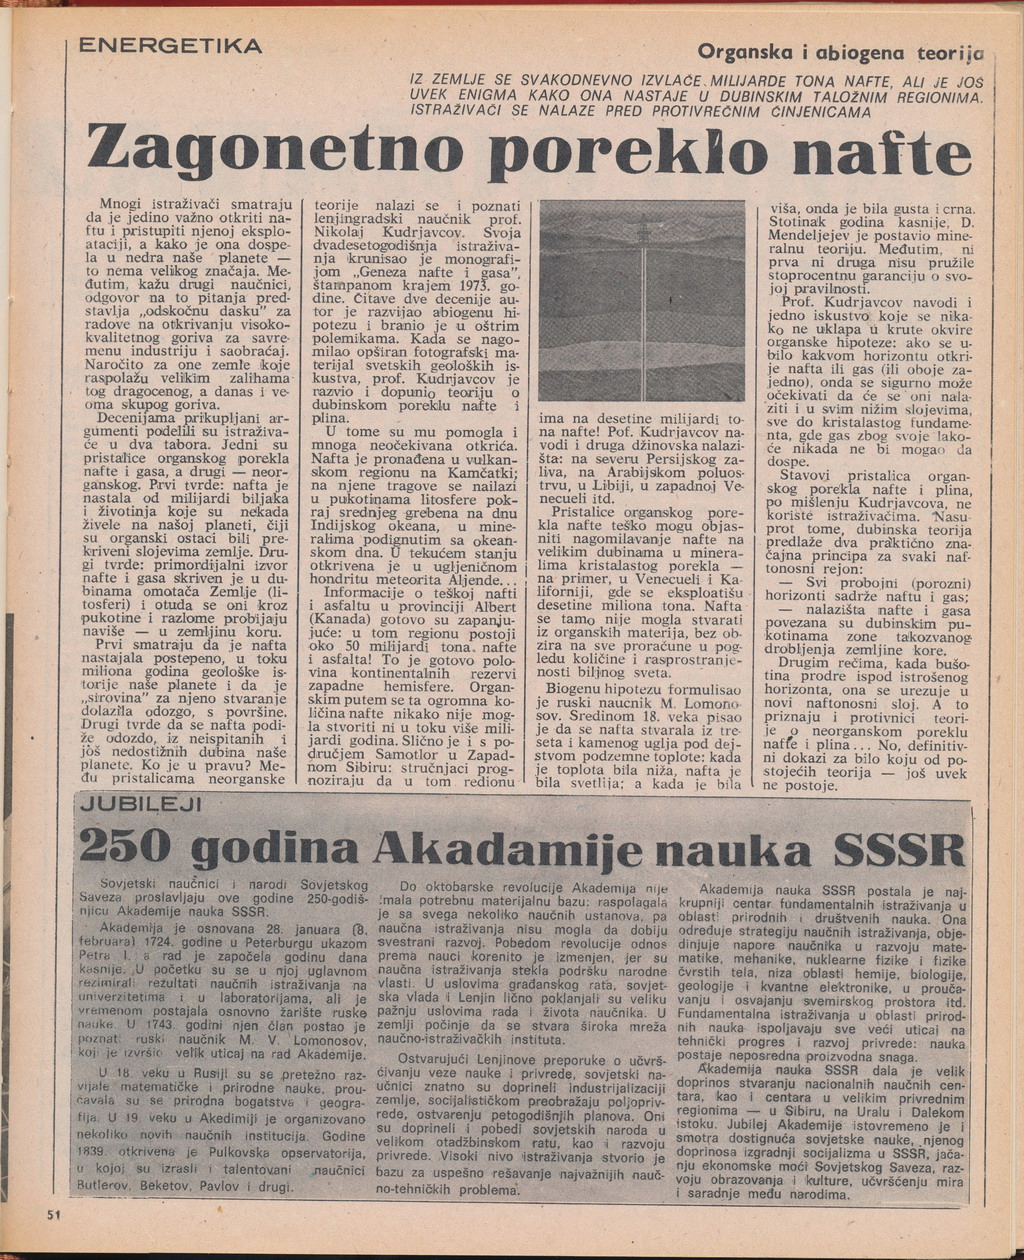 ENERGETIKA
Organska i abiogena teorija
IZ ZEMLJE SE SVAKODNEVNO IZVLAČE MILIJARDE TONA NAFTE, ALI JE JOŠ
UVEK ENIGMA KAKO ONA NASTAJE U DUBINSKIM TALOŽNIM REGIONIMA.
ISTRAŽIVAČI SE NALAZE PRED PROTIVREČNIM ČINJENICAMA
Zagonetno poreklo nafte
Mnogi istraživači smatraju
da je jedino važno otkriti na-
ftu i pristupiti njenoj eksplo-
ataciji, a kako je ona dospe-
la u nedra naše planete —
to nema velikog značaja. Me-
đutim, kažu drugi naučnici,
odgovor na to pitanja pred-
stavlja „odskočnu dasku” za
radove na otkrivanju visoko-
kvalitetnog goriva za savre-
menu industriju i saobraćaj.
Naročito za one zemle koje
raspolažu velikim zalihama
tog dragocenog, a danas i ve-
oma skupog goriva.
Decenijama prikupljani ar-
gumenti podelili su istraživa-
če u dva tabora. Jedni su
pristalice organskog porekla
nafte i gasa, a drugi — neor-
ganskog. Prvi tvrde: nafta je
nastala od milijardi biljaka
i životinja koje su nekada
živele na našoj planeti, čiji
su organski ostaci bili pre-
kriveni slojevima zemlje. Dru-
gi tvrde: primordijalni izvor
nafte i gasa skriven je u du-
binama omotača Zemlje (li-
tosferi) i otuda se oni kroz
pukotine i razlome probijaju
naviše — u zemljinu koru.
Prvi smatraju da je nafta
nastajala postepeno, u toku
miliona godina geološke is-
torije naše planete i da je
„sirovina” za njeno stvaranje
dolazila odozgo, s površine.
Drugi tvrde da se nafta podi-
že odozdo, iz neispitanih i
još nedostižnih dubina naše
planete. Ko je u pravu? Me-
đu pristalicama neorganske
teorije nalazi se i poznati
lenjingradski naučnik prof.
Nikolaj Kudrjavcov. Svoja
dvadesetogodišnja istraživa-
nja krunisao je monografi-
jom „Geneza nafte i gasa”,
štampanom krajem 1973. go-
dine. Čitave dve decenije au-
tor je razvijao abiogenu hi-
potezu i branio je u oštrim
polemikama. Kada se nago-
milao opširan fotografski ma-
terijal svetskih geoloških is-
kustva, prof. Kudrjavcov je
razvio i dopunio teoriju o
dubinskom poreklu nafte i
plina.
U tome su mu pomogla i
mnoga neočekivana otkrića.
Nafta je pronađena u vulkan-
skom regionu na Kamčatki;
na njene tragove se nailazi
u pukotinama litosfere pok-
raj srednjeg grebena na dnu
Indijskog okeana, u mine-
ralima podignutim sa okean-
skom dna. U tekućem stanju
otkrivena je u ugljeničnom
hondritu meteorita Aljende...
Informacije o teškoj nafti
i asfaltu u provinciji Albert
(Kanada) gotovo su zapanju-
juće: u tom regionu postoji
oko 50 milijardi tona nafte
i asfalta! To je gotovo polo-
vina kontinentalnih rezervi
zapadne hemisfere. Organ-
skim putem se ta ogromna ko-
ličina nafte nikako nije mog-
la stvoriti ni u toku više mili-
jardi godina. Slično je i s po-
dručjem Samotlor u Zapad-
nom Sibiru: stručnjaci prog-
noziraju da u tom redionu
ima na desetine milijardi to-
na nafte! Pof. Kudrjavcov na-
vodi i druga džinovska nalazi-
šta: na severu Persijskog za-
liva, na Arabijskom poluos-
trvu, u Libiji, u zapadnoj Ve-
necueli itd.
Pristalice organskog pore-
kla nafte teško mogu objas-
niti nagomilavanje nafte na
velikim dubinama u minera-
lima kristalastog porekla —
na primer, u Venecueli i Ka-
liforniji, gde se eksploatišu
desetine miliona tona. Nafta
se tamo nije mogla stvarati
iz organskih materija, bez ob-
zira na sve proračune u pog-
ledu količine i rasprostranje-
nosti biljnog sveta.
Biogenu hipotezu formulisao
je ruski naucnik M. Lomono-
sov. Sredinom 18. veka pisao
je da se nafta stvarala iz tre-
seta i kamenog uglja pod dej-
stvom podzemne toplote: kada
je toplota bila niža, nafta je
bila svetlija; a kada je bila
viša, onda je bila gusta i crna.
Stotinak godina kasnije, D.
Mendeljejev je postavio mine-
ralnu teoriju. Međutim, ni
prva ni druga nisu pružile
stoprocentnu garanciju o svo-
joj pravilnosti.
Prof. Kudrjavcov navodi i
jedno iskustvo koje se nika-
ko ne uklapa u krute okvire
organske hipoteze: ako se u
bilo kakvom horizontu otkri-
je nafta ili gas (ili oboje za-
jedno), onda se sigurno može
očekivati da će se oni nala-
ziti i u svim nižim slojevima,
sve do kristalastog fundame-
nta, gde gas zbog svoje lako-
će nikada ne bi mogao da
dospe.
Stavovi pristalica organ-
skog porekla nafte i plina,
po mišlenju Kudrjavcova, ne
koriste istraživačima. Nasu-
prot tome, dubinska teorija
predlaže dva praktično zna-
čajna principa za svaki naf-
tonosni rejon:
— Svi probojni (porozni)
horizonti sadrže naftu i gas;
— nalazišta nafte i gasa
povezana su dubinskim pu-
kotinama zone takozvanog
drobljenja zemljine kore.
Drugim rečima, kada bušo-
tina prodre ispod istrošenog
horizonta, ona se urezuje u
novi naftonosni sloj. A to
priznaju i protivnici teori-
je o neorganskom poreklu
nafte i plina... No, definitiv-
ni dokazi za bilo koju od po-
stojećih teorija — još uvek
ne postoje.
JUBILEJI
250 godina Akadamije nauka SSSR
Sovjetski naučnici i narodi Sovjetskog
Saveza proslavljaju ove godine 250-godiš-
njicu Akademije nauka SSSR.
Akademija je osnovana 28. januara (8.
februara) 1724. godine u Peterburgu ukazom
Petra I, a rad je započela godinu dana
kasnije. U početku su se u njoj uglavnom
rezimirali rezultati naučnih istraživanja na
univerzitetima i u laboratorijama, ali je
vremenom postajala osnovno žarište ruske
nauke. U 1743. godini njen član postao je
poznati ruski naučnik M. V. Lomonosov,
koji je izvršio velik uticaj na rad Akademije.
U 18. veku u Rusiji su se pretežno raz-
vijale matematičke i prirodne nauke, prou-
čavala su se prirodna bogatstva i geogra-
fija. U 19. veku u Akedimiji je organizovano
nekoliko novih naučnih institucija. Godine
1839. otkrivena je Pulkovska opservatorija,
u kojoj su izrasli i talentovani naučnici
Butlerov, Beketov, Pavlov i drugi.
Do oktobarske revolucije Akademija nije
imala potrebnu materijalnu bazu: raspolagala
je sa svega nekoliko naučnih ustanova, pa
naučna istraživanja nisu mogla da dobiju
svestrani razvoj. Pobedom revolucije odnos
prema nauci korenito je izmenjen, jer su
naučna istraživanja stekla podršku narodne
vlasti. U uslovima građanskog rata, sovjet-
ska vlada i Lenjin lično poklanjali su veliku
pažnju uslovima rada i života naučnika. U
zemlji počinje da se stvara široka mreža
naučno-istraživačkih instituta.
Ostvarujući Lenjinove preporuke o učvrš-
ćivanju veze nauke i privrede, sovjetski na-
učnici znatno su doprineli industrijalizaciji
zemlje, socijalističkom preobražaju poljopriv-
rede, ostvarenju petogodišnjih planova. Oni
su doprineli i pobedi sovjetskih naroda u
velikom otadžbinskom ratu, kao i razvoju
privrede. Visoki nivo istraživanja stvorio je
bazu za uspešno rešavanje najvažnijih nauč-
no-tehničkih problema.
Akademija nauka SSSR postala je naj-
krupniji centar fundamentalnih istraživanja u
oblasti prirodnih i društvenih nauka. Ona
određuje strategiju naučnih istraživanja, obje-
dinjuje napore naučnika u razvoju mate-
matike, mehanike, nuklearne fizike i fizike
čvrstih tela, niza oblasti hemije, biologije,
geologije i kvantne elektronike, u prouča-
vanju i osvajanju svemirskog prostora itd.
Fundamentalna istraživanja u oblasti prirod-
nih nauka ispoljavaju sve veći uticaj na
tehnički progres i razvoj privrede: nauka
postaje neposredna proizvodna snaga.
Akademija nauka SSSR dala je velik
doprinos stvaranju nacionalnih naučnih cen-
tara, kao i centara u velikim privrednim
regionima — u Sibiru, na Uralu i Dalekom
istoku. Jubilej Akademije istovremeno je i
smotra dostignuća sovjetske nauke, njenog
doprinosa izgradnji socijalizma u SSSR, jača-
nju ekonomske moći Sovjetskog Saveza, raz-
voju obrazovanja i kulture, učvršćenju mira
i saradnje među narodima.
51